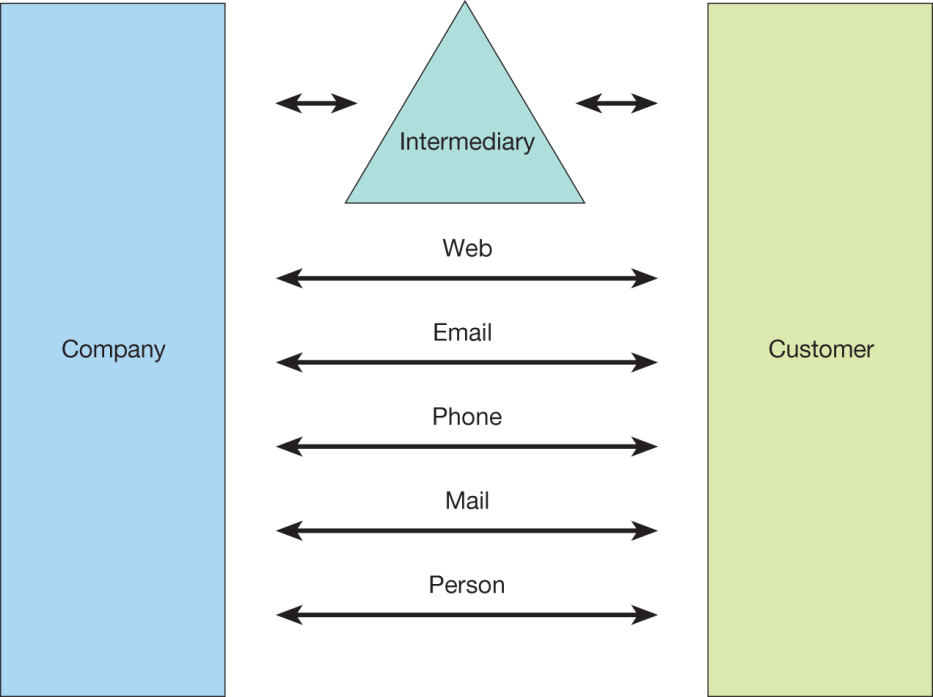 Intermediary
Web
Email
Company
Customer
Phone
Mail
Person